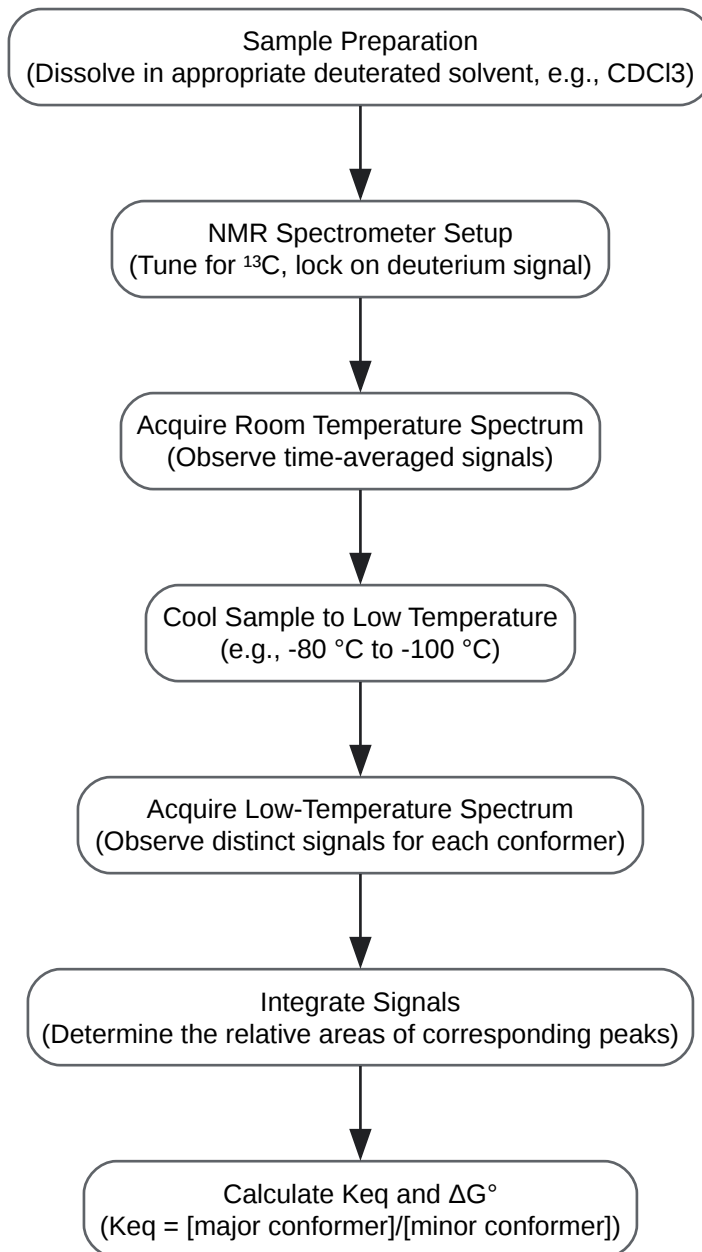 Sample Preparation
(Dissolve in appropriate deuterated solvent, e.g., CDCl3)
NMR Spectrometer Setup
(Tune for ¹³C, lock on deuterium signal)
Acquire Room Temperature Spectrum
(Observe time-averaged signals)
Cool Sample to Low Temperature
(e.g., -80 °C to -100 °C)
Acquire Low-Temperature Spectrum
(Observe distinct signals for each conformer)
Integrate Signals
(Determine the relative areas of corresponding peaks)
Calculate Keq and ΔG°
(Keq = [major conformer]/[minor conformer])